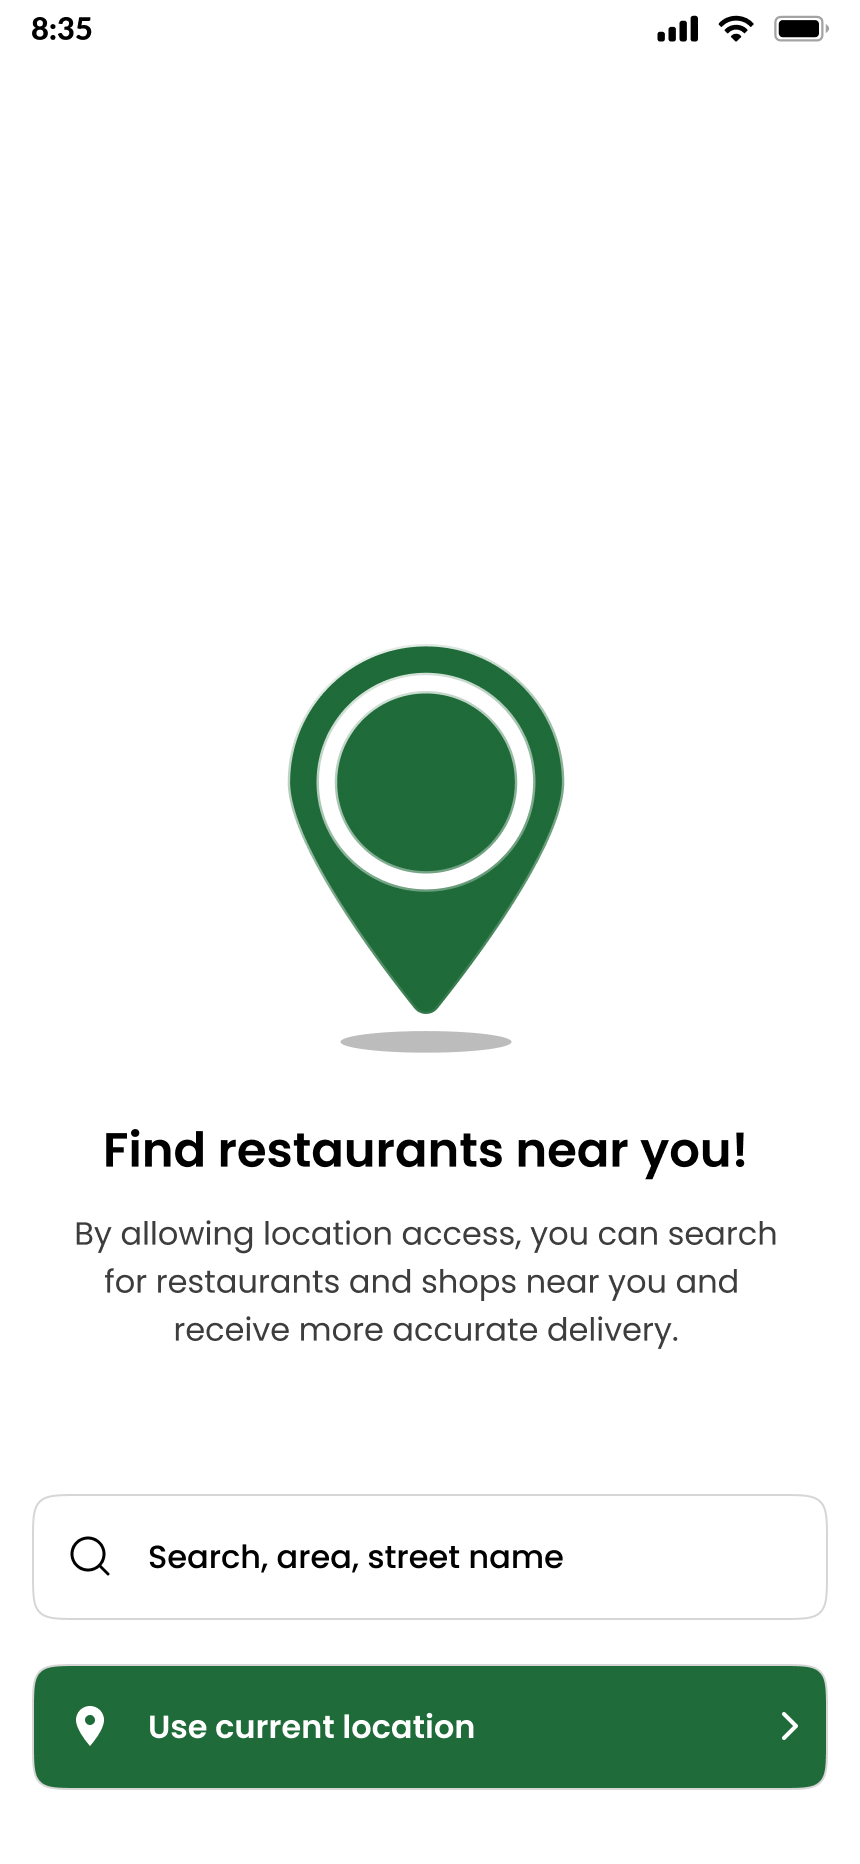 8:35
Find restaurants near you!
By allowing location access, you can search
for restaurants and shops near you and
receive more accurate delivery.
Search, area, street name
Use current location